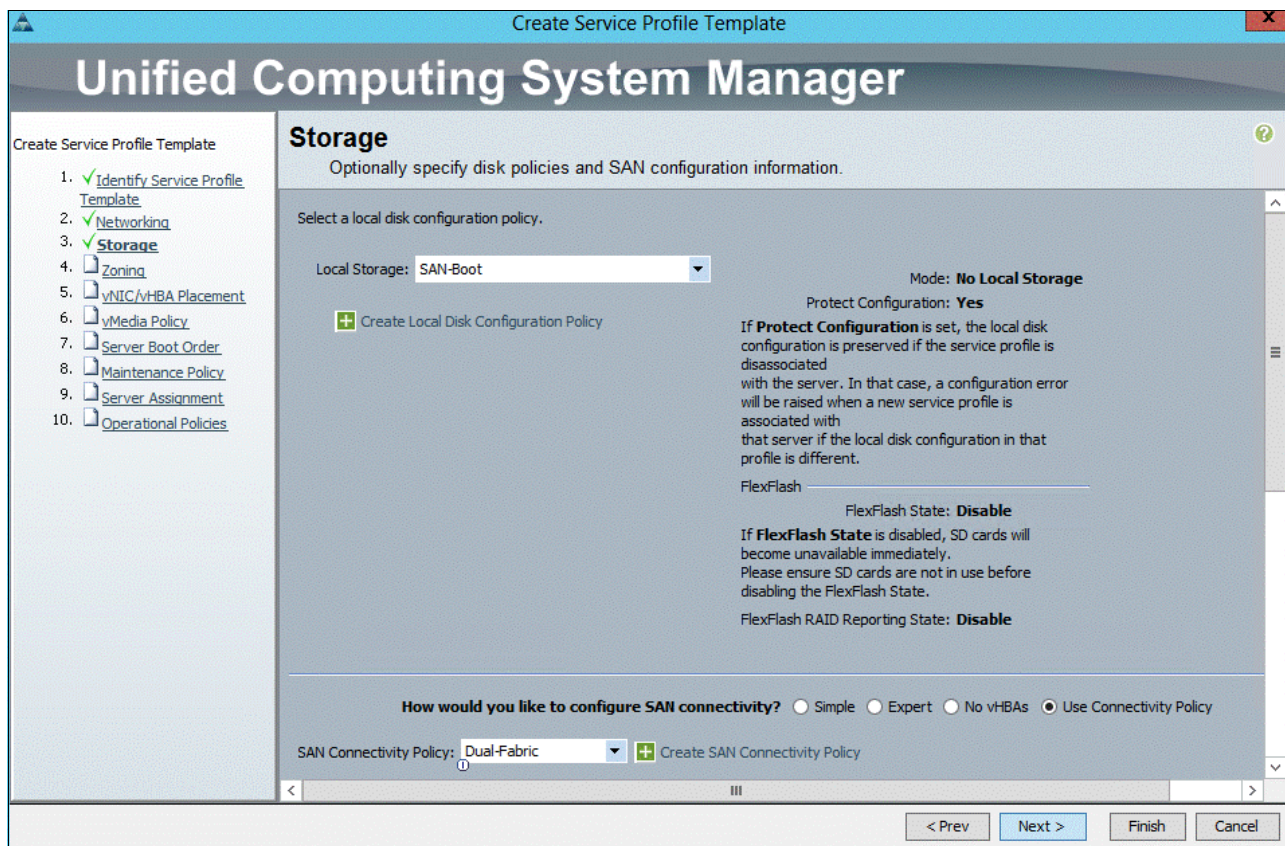 Create Service Profile Template
x
Unified Computing System Manager
Create Service Profile Template
1. Identify Service Profile
Template
2. Networking
3. Storage
4. Zoning
5. vNIC/vHBA Placement
6. vMedia Policy
7. Server Boot Order
8. Maintenance Policy
9. Server Assignment
10. Operational Policies
Storage
?
Optionally specify disk policies and SAN configuration information.
Select a local disk configuration policy.
Local Storage: SAN-Boot
Create Local Disk Configuration Policy
Mode: No Local Storage
Protect Configuration: Yes
If Protect Configuration is set, the local disk
configuration is preserved if the service profile is
disassociated
with the server. In that case, a configuration error
will be raised when a new service profile is
associated with
that server if the local disk configuration in that
profile is different.
FlexFlash
FlexFlash State: Disable
If FlexFlash State is disabled, SD cards will
become unavailable immediately.
Please ensure SD cards are not in use before
disabling the FlexFlash State.
FlexFlash RAID Reporting State: Disable
How would you like to configure SAN connectivity? Simple Expert No vHBAs Use Connectivity Policy
SAN Connectivity Policy: Dual-Fabric Create SAN Connectivity Policy
< Prev Next > Finish Cancel